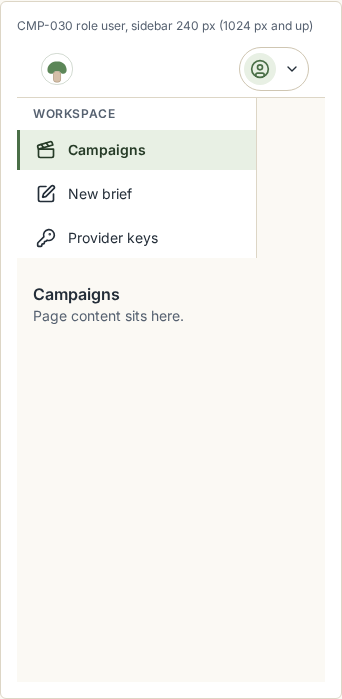 CMP-030 role user, sidebar 240 px (1024 px and up)
WORKSPACE
Campaigns
New brief
Provider keys
Campaigns
Page content sits here.